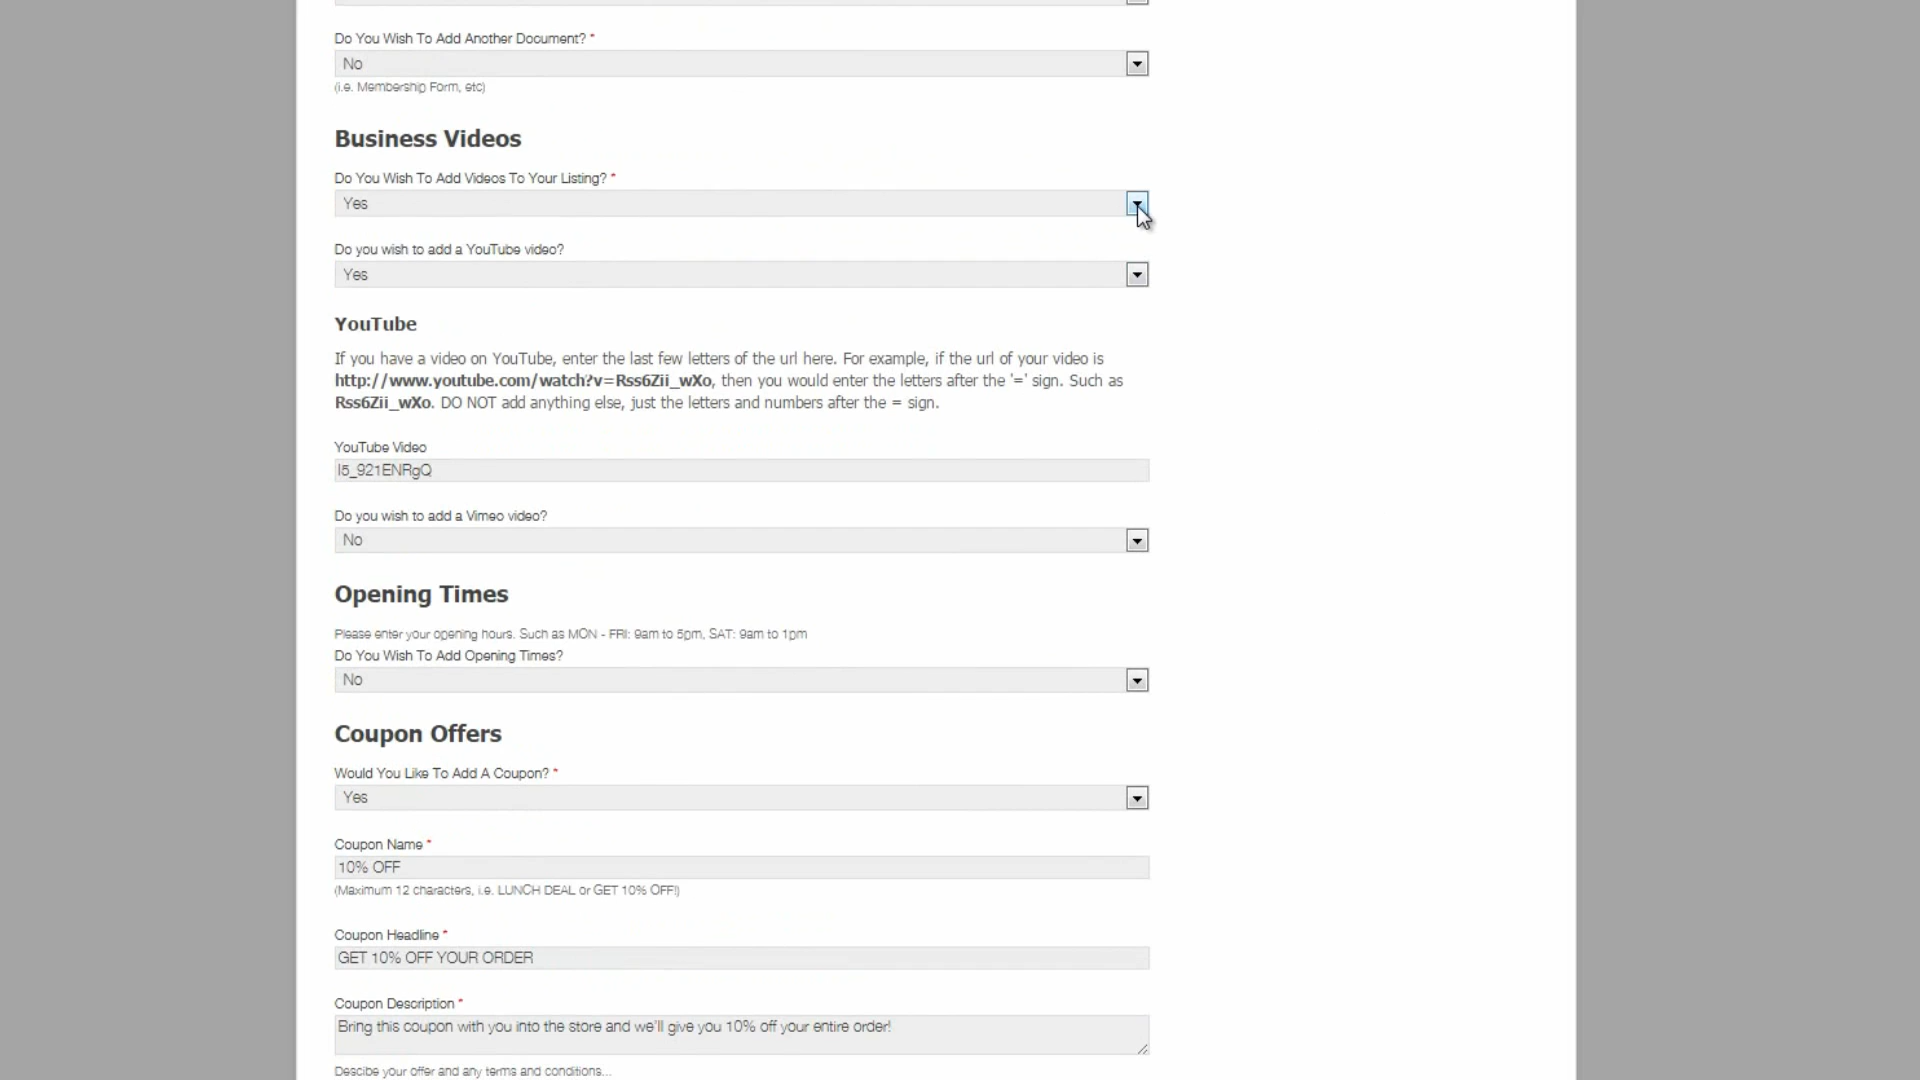 Do You Wish To Add Another Document? *
No
(i.e. Membership Form, etc)
Business Videos
Do You Wish To Add Videos To Your Listing? *
Yes
Do you wish to add a YouTube video?
Yes
YouTube
If you have a video on YouTube, enter the last few letters of the url here. For example, if the url of your video is
http://www.youtube.com/watch?v=Rss6Zii_wXo, then you would enter the letters after the '=' sign. Such as
Rss6Zii_wXo. DO NOT add anything else, just the letters and numbers after the = sign.
YouTube Video
I5_921ENRgQ
Do you wish to add a Vimeo video?
No
Opening Times
Please enter your opening hours. Such as MON - FRI: 9am to 5pm, SAT: 9am to 1pm
Do You Wish To Add Opening Times?
No
Coupon Offers
Would You Like To Add A Coupon? *
Yes
Coupon Name *
10% OFF
(Maximum 12 characters, i.e. LUNCH DEAL or GET 10% OFF!)
Coupon Headline *
GET 10% OFF YOUR ORDER
Coupon Description *
Bring this coupon with you into the store and we'll give you 10% off your entire order!
Descibe your offer and any terms and conditions...